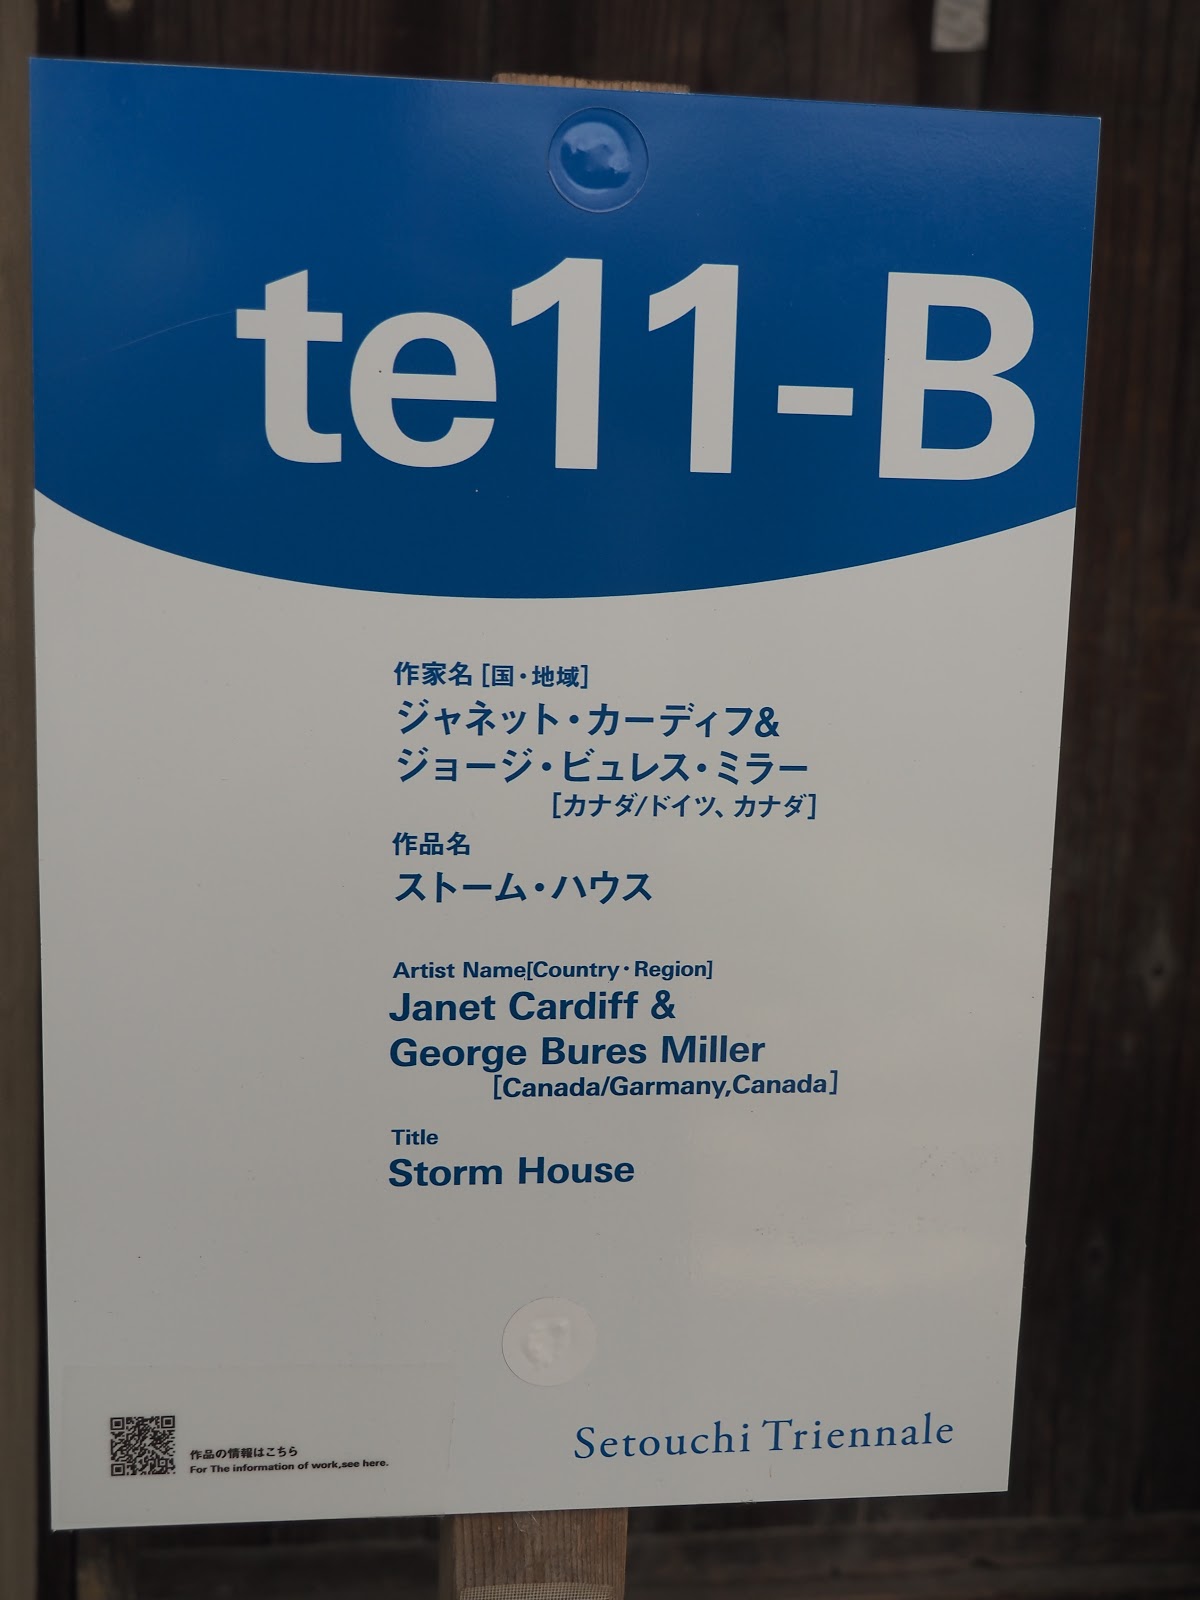 te11-B
作家名［国・地域］
ジャネット・カーディフ&
ジョージ・ビュレス・ミラー
［カナダ/ドイツ、カナダ］
作品名
ストーム・ハウス
Artist Name[Country・Region]
Janet Cardiff &
George Bures Miller
[Canada/Garmany,Canada]
Title
Storm House
作品の情報はこちら
For The information of work,see here.
Setouchi Triennale